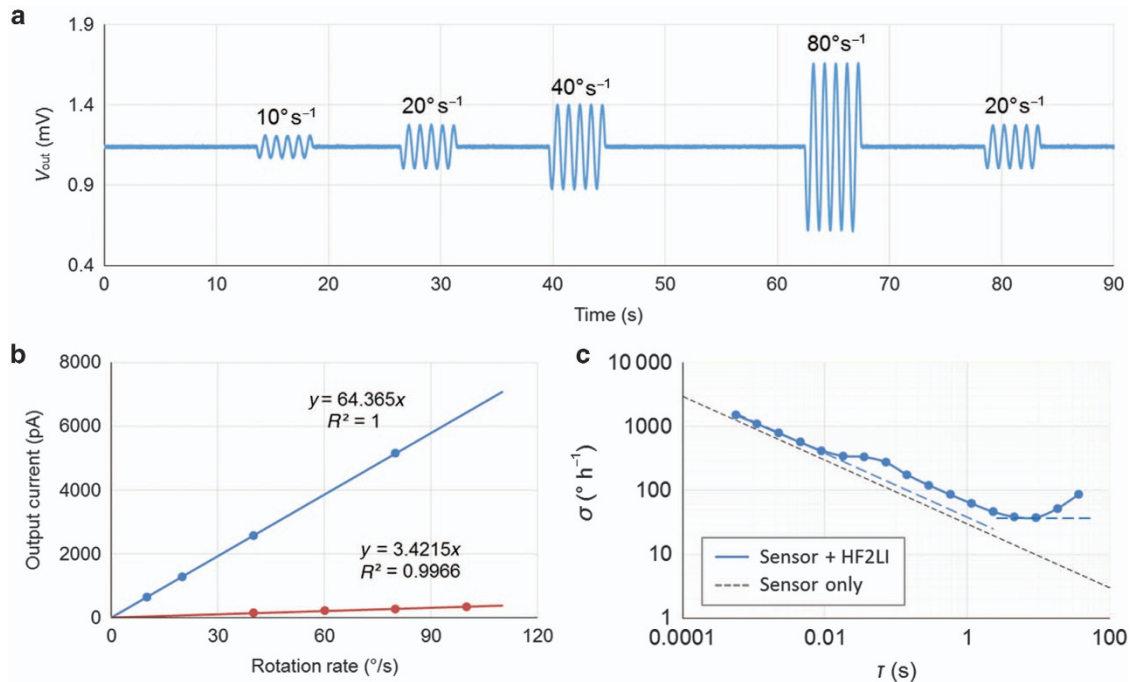 a
1.9
1.4
0.9
0.4
Vout (mV)
10° s⁻¹
20° s⁻¹
40° s⁻¹
80° s⁻¹
20° s⁻¹
0 10 20 30 40 50 60 70 80 90
Time (s)
b
8000
6000
4000
2000
0
Output current (pA)
y = 64.365x
R² = 1
y = 3.4215x
R² = 0.9966
0 30 60 90 120
Rotation rate (°/s)
c
10 000
1000
100
10
1
σ (° h⁻¹)
Sensor + HF2LI
Sensor only
0.0001 0.01 1 100
τ (s)